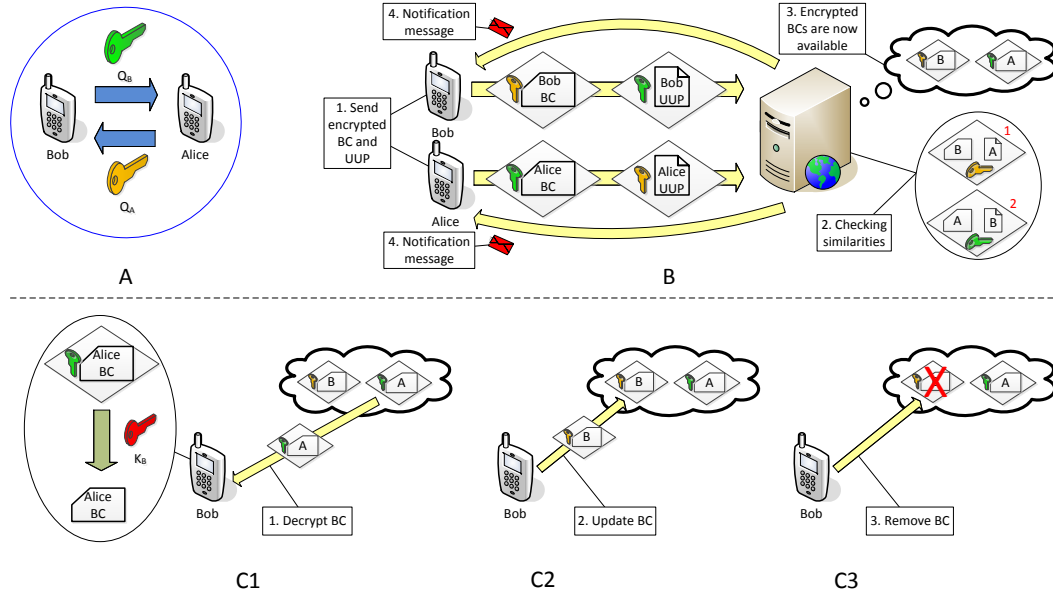 Q_B
Bob
Alice
Q_A
A
4. Notification
message
3. Encrypted
BCs are now
available
B
A
Bob
BC
Bob
UUP
1. Send
encrypted
BC and
UUP
Bob
B
A
1
Alice
BC
Alice
UUP
A
B
2
Alice
2. Checking
similarities
4. Notification
message
B
Alice
BC
K_B
Alice
BC
B
A
A
Bob
1. Decrypt BC
C1
B
A
B
Bob
2. Update BC
C2
X
A
Bob
3. Remove BC
C3